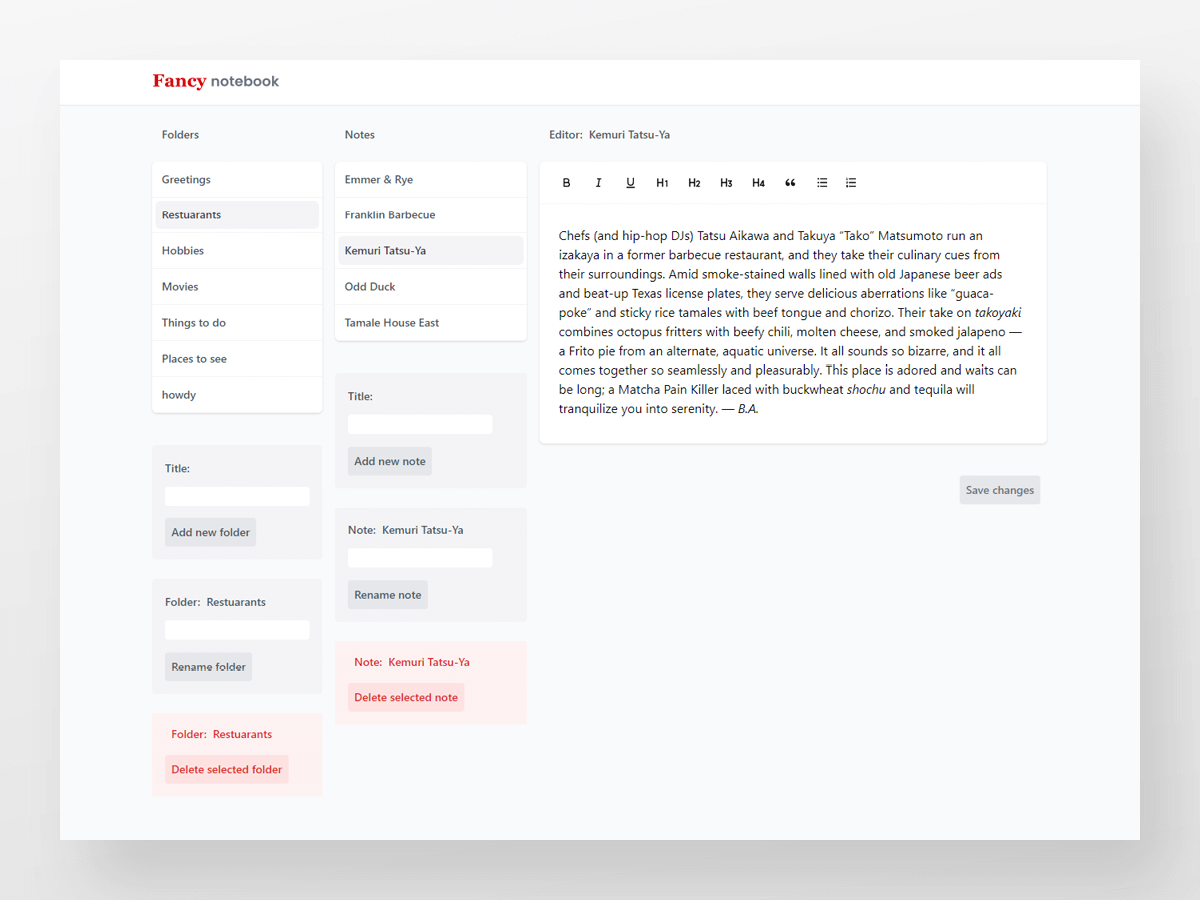 Fancy notebook
Folders
Greetings
Restuarants
Hobbies
Movies
Things to do
Places to see
howdy
Title:
Add new folder
Folder: Restuarants
Rename folder
Folder: Restuarants
Delete selected folder
Notes
Emmer & Rye
Franklin Barbecue
Kemuri Tatsu-Ya
Odd Duck
Tamale House East
Title:
Add new note
Note: Kemuri Tatsu-Ya
Rename note
Note: Kemuri Tatsu-Ya
Delete selected note
Editor: Kemuri Tatsu-Ya
B I U H1 H2 H3 H4 “
Chefs (and hip-hop DJs) Tatsu Aikawa and Takuya “Tako” Matsumoto run an
izakaya in a former barbecue restaurant, and they take their culinary cues from
their surroundings. Amid smoke-stained walls lined with old Japanese beer ads
and beat-up Texas license plates, they serve delicious aberrations like “guaca-
poke” and sticky rice tamales with beef tongue and chorizo. Their take on takoyaki
combines octopus fritters with beefy chili, molten cheese, and smoked jalapeno —
a Frito pie from an alternate, aquatic universe. It all sounds so bizarre, and it all
comes together so seamlessly and pleasurably. This place is adored and waits can
be long; a Matcha Pain Killer laced with buckwheat shochu and tequila will
tranquilize you into serenity. — B.A.
Save changes